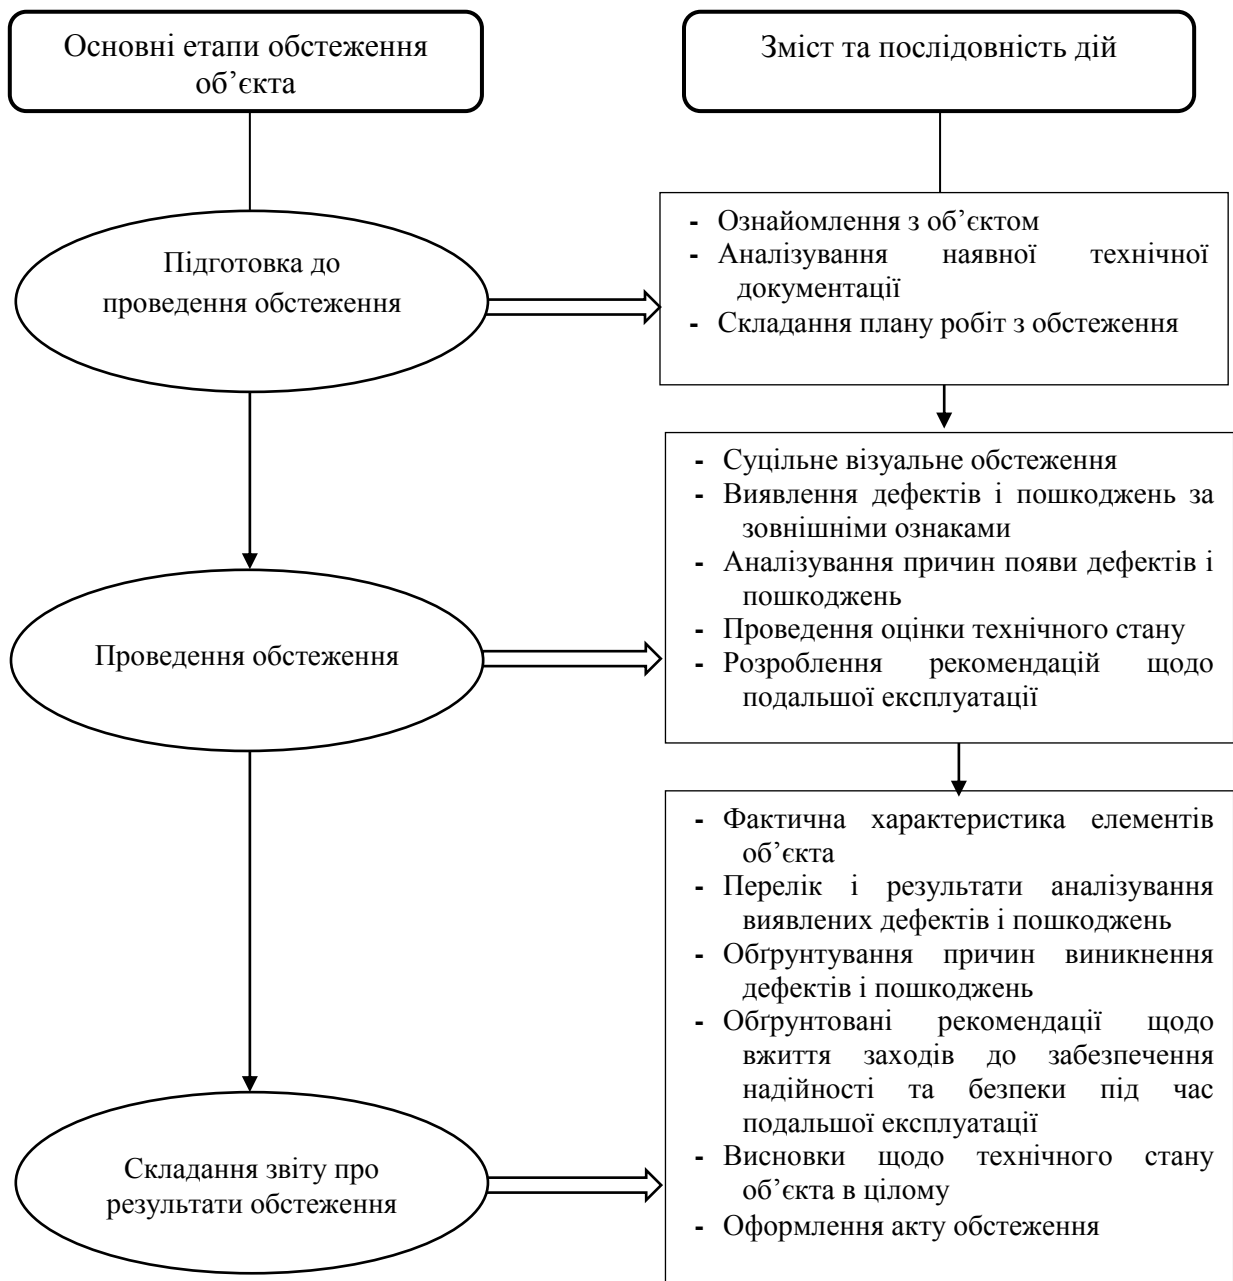 Основні етапи обстеження
об’єкта
Зміст та послідовність дій
Підготовка до
проведення обстеження
- Ознайомлення з об’єктом
- Аналізування наявної технічної
документації
- Складання плану робіт з обстеження
- Суцільне візуальне обстеження
- Виявлення дефектів і пошкоджень за
зовнішніми ознаками
- Аналізування причин появи дефектів і
пошкоджень
- Проведення оцінки технічного стану
- Розроблення рекомендацій щодо
подальшої експлуатації
Проведення обстеження
- Фактична характеристика елементів
об’єкта
- Перелік і результати аналізування
виявлених дефектів і пошкоджень
- Обґрунтування причин виникнення
дефектів і пошкоджень
- Обґрунтовані рекомендації щодо
вжиття заходів до забезпечення
надійності та безпеки під час
подальшої експлуатації
- Висновки щодо технічного стану
об’єкта в цілому
- Оформлення акту обстеження
Складання звіту про
результати обстеження